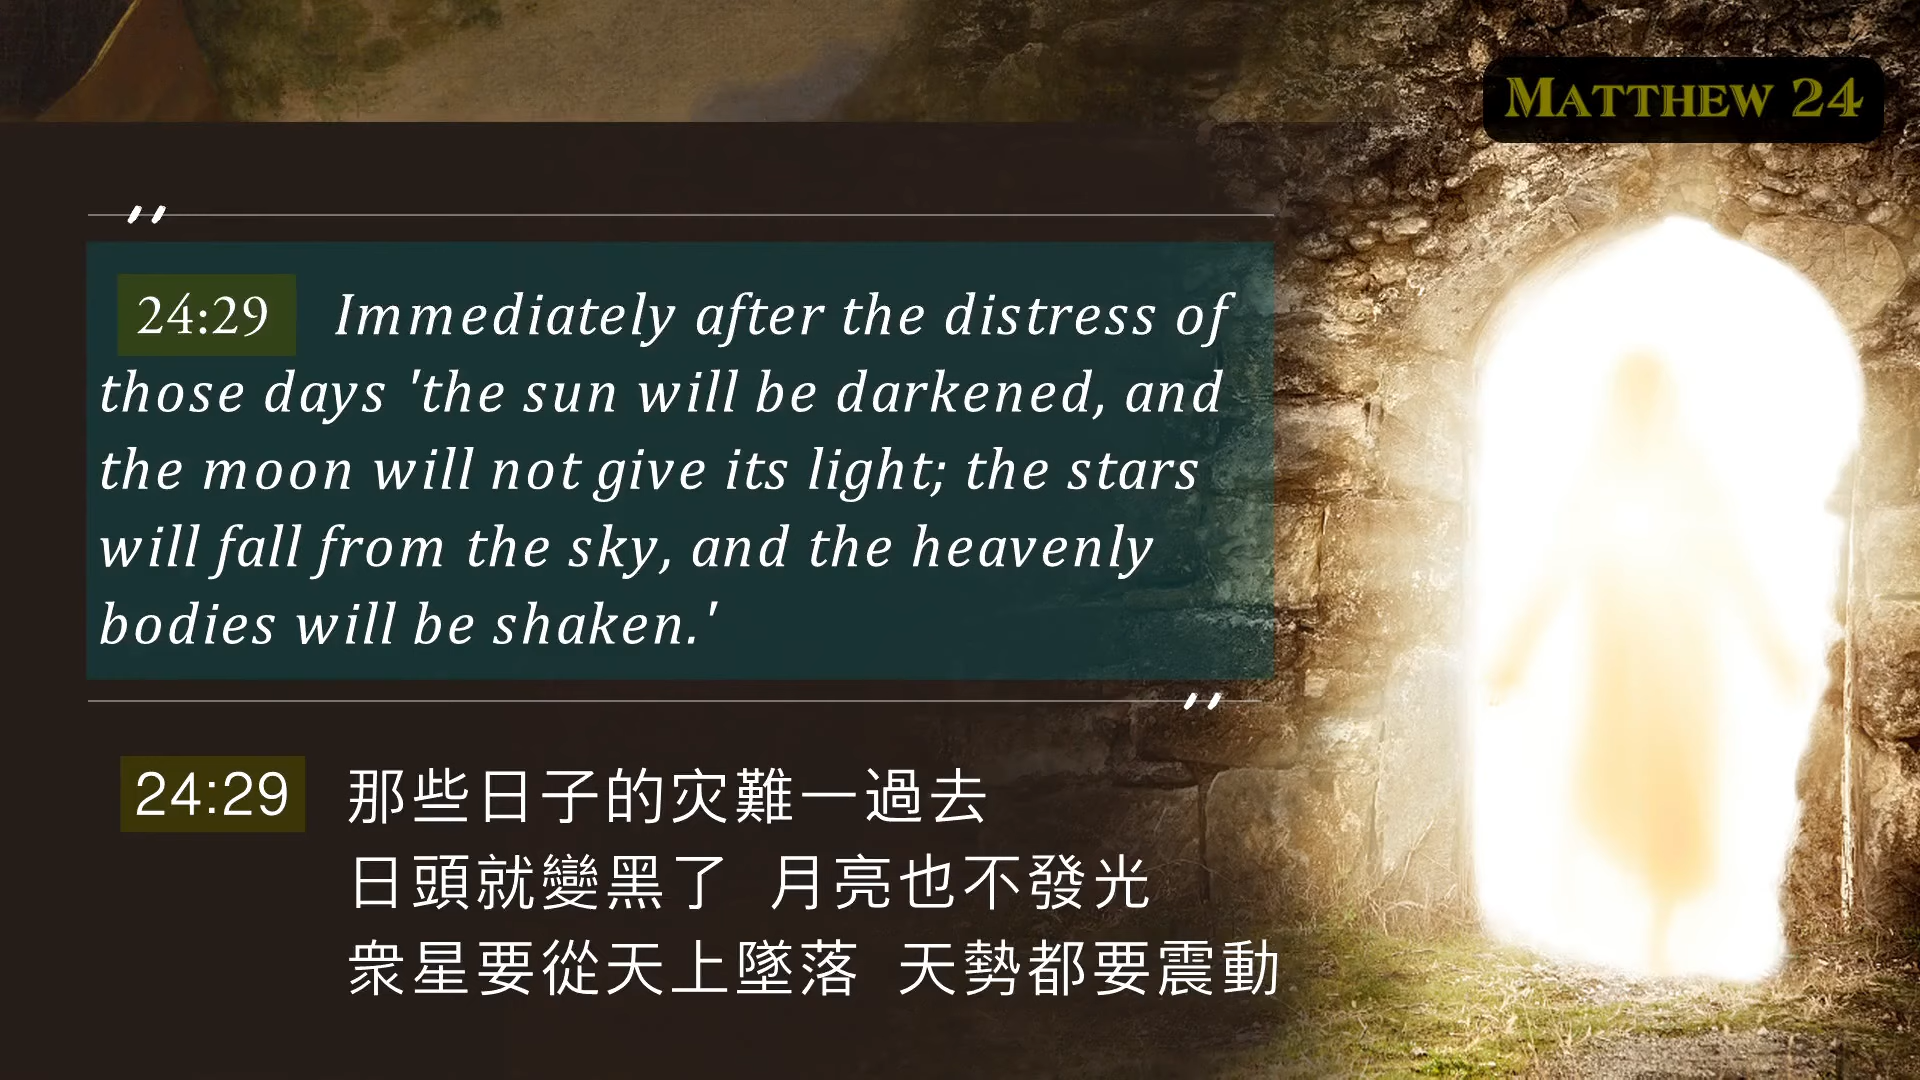 MATTHEW 24
"
24:29 Immediately after the distress of
those days 'the sun will be darkened, and
the moon will not give its light; the stars
will fall from the sky, and the heavenly
bodies will be shaken.'
"
24:29 那些日子的灾難一過去
日頭就變黑了 月亮也不發光
衆星要從天上墜落 天勢都要震動